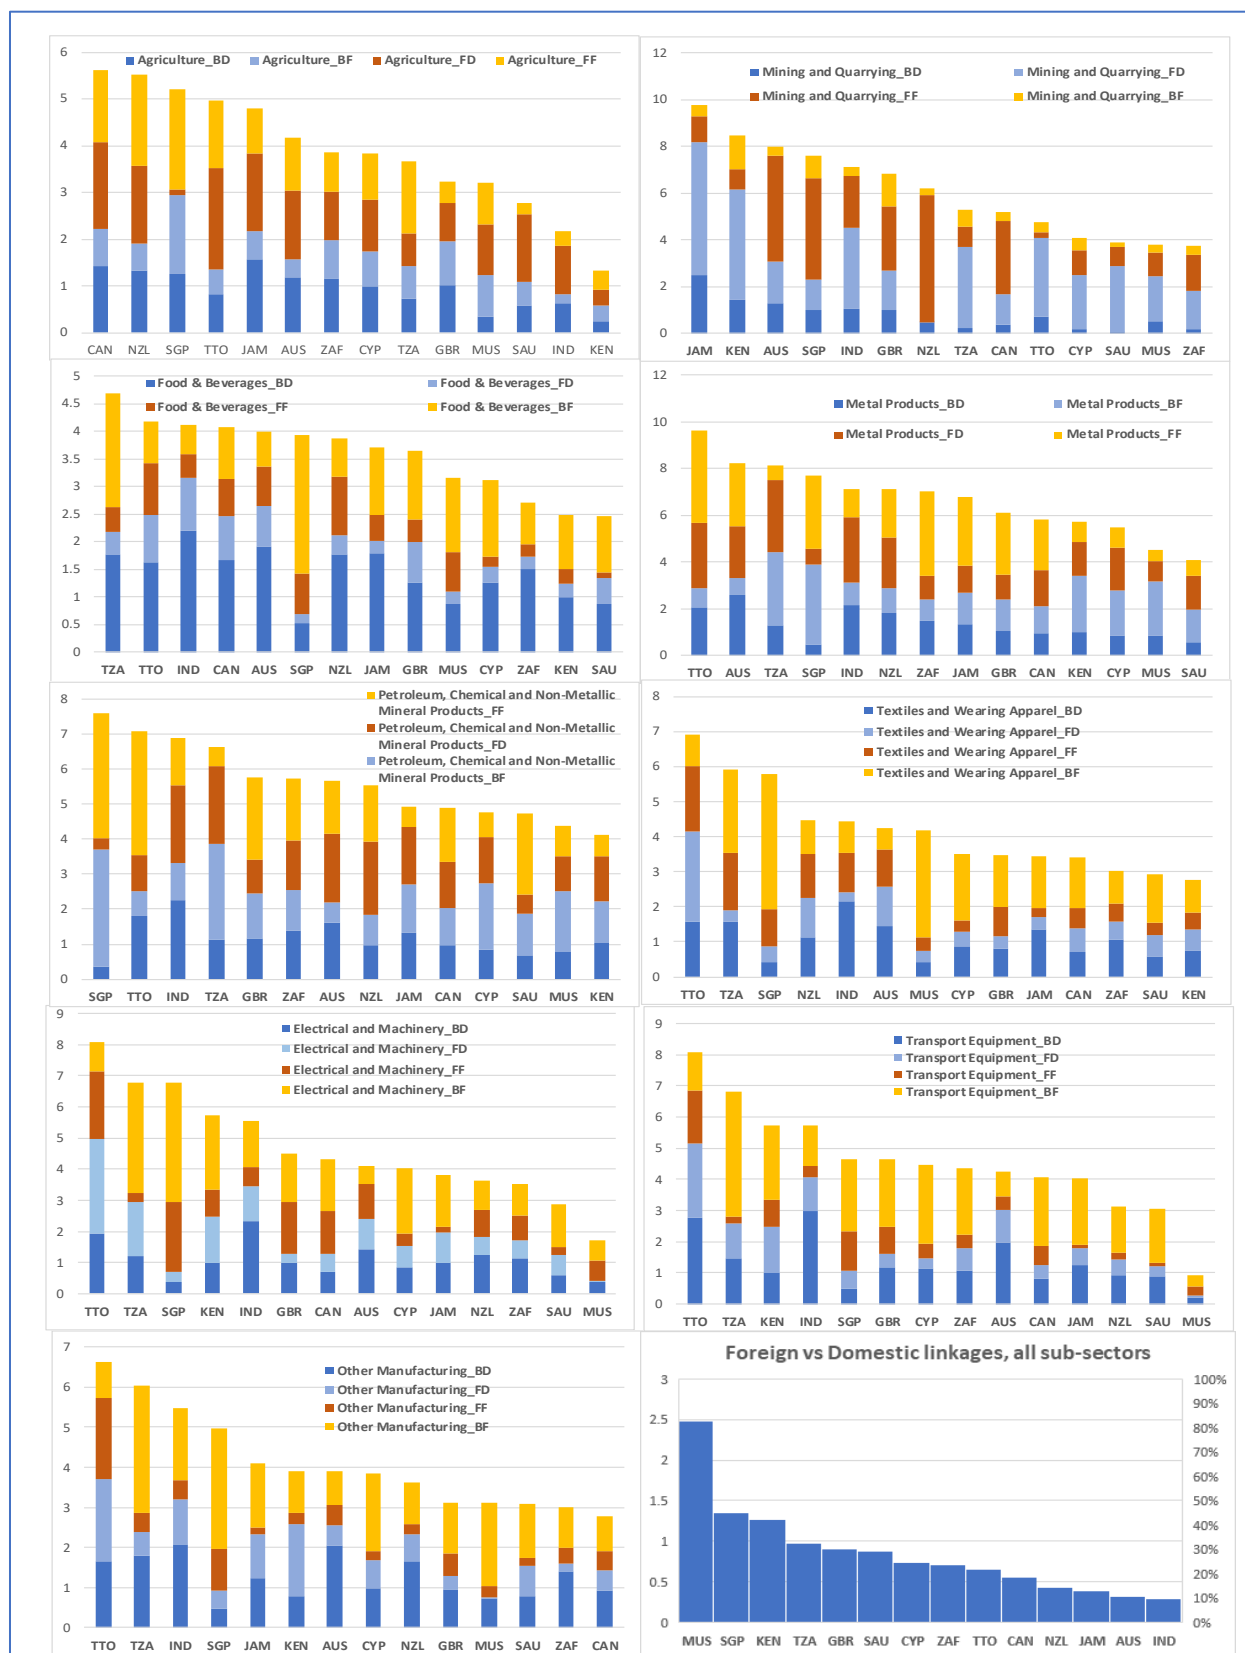 Agriculture_BD Agriculture_BF Agriculture_FD Agriculture_FF
6
5
4
3
2
1
0
CAN NZL SGP TTO JAM AUS ZAF CYP TZA GBR MUS SAU IND KEN
Mining and Quarrying_BD Mining and Quarrying_FD
Mining and Quarrying_FF Mining and Quarrying_BF
12
10
8
6
4
2
0
JAM KEN AUS SGP IND GBR NZL TZA CAN TTO CYP SAU MUS ZAF
Food & Beverages_BD Food & Beverages_FD
Food & Beverages_FF Food & Beverages_BF
5
4.5
4
3.5
3
2.5
2
1.5
1
0.5
0
TZA TTO IND CAN AUS SGP NZL JAM GBR MUS CYP ZAF KEN SAU
Metal Products_BD Metal Products_BF
Metal Products_FD Metal Products_FF
12
10
8
6
4
2
0
TTO AUS TZA SGP IND NZL ZAF JAM GBR CAN KEN CYP MUS SAU
Petroleum, Chemical and Non-Metallic
Mineral Products_FF
Petroleum, Chemical and Non-Metallic
Mineral Products_FD
Petroleum, Chemical and Non-Metallic
Mineral Products_BF
8
7
6
5
4
3
2
1
0
SGP TTO IND TZA GBR ZAF AUS NZL JAM CAN CYP SAU MUS KEN
Textiles and Wearing Apparel_BD
Textiles and Wearing Apparel_FD
Textiles and Wearing Apparel_FF
Textiles and Wearing Apparel_BF
8
7
6
5
4
3
2
1
0
TTO TZA SGP NZL IND AUS MUS CYP GBR JAM CAN ZAF SAU KEN
Electrical and Machinery_BD
Electrical and Machinery_FD
Electrical and Machinery_FF
Electrical and Machinery_BF
9
8
7
6
5
4
3
2
1
0
TTO TZA SGP KEN IND GBR CAN AUS CYP JAM NZL ZAF SAU MUS
Transport Equipment_BD
Transport Equipment_FD
Transport Equipment_FF
Transport Equipment_BF
9
8
7
6
5
4
3
2
1
0
TTO TZA KEN IND SGP GBR CYP ZAF AUS CAN JAM NZL SAU MUS
Other Manufacturing_BD
Other Manufacturing_FD
Other Manufacturing_FF
Other Manufacturing_BF
7
6
5
4
3
2
1
0
TTO TZA IND SGP JAM KEN AUS CYP NZL GBR MUS SAU ZAF CAN
Foreign vs Domestic linkages, all sub-sectors
3
2.5
2
1.5
1
0.5
0
100%
90%
80%
70%
60%
50%
40%
30%
20%
10%
0%
MUS SGP KEN TZA GBR SAU CYP ZAF TTO CAN NZL JAM AUS IND